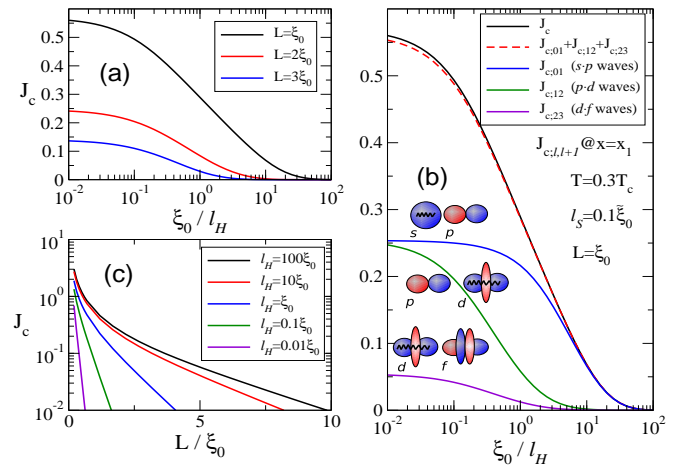 0.5
0.4
0.3
0.2
0.1
0
J_c
(a)
L=ξ_0
L=2ξ_0
L=3ξ_0
10^-2 10^-1 10^0 10^1 10^2
ξ_0 / l_H
10^1
10^0
10^-1
10^-2
J_c
(c)
l_H=100ξ_0
l_H=10ξ_0
l_H=ξ_0
l_H=0.1ξ_0
l_H=0.01ξ_0
0 5 10
L / ξ_0
0.5
0.4
0.3
0.2
0.1
0
J_c
J_c;01+J_c;12+J_c;23
J_c;01 (s-p waves)
J_c;12 (p-d waves)
J_c;23 (d-f waves)
J_c;l,l+1@x=x_1
(b)
T=0.3T_c
l_S=0.1ξ̃_0
L=ξ_0
s p
p d
d f
10^-2 10^-1 10^0 10^1 10^2
ξ_0 / l_H